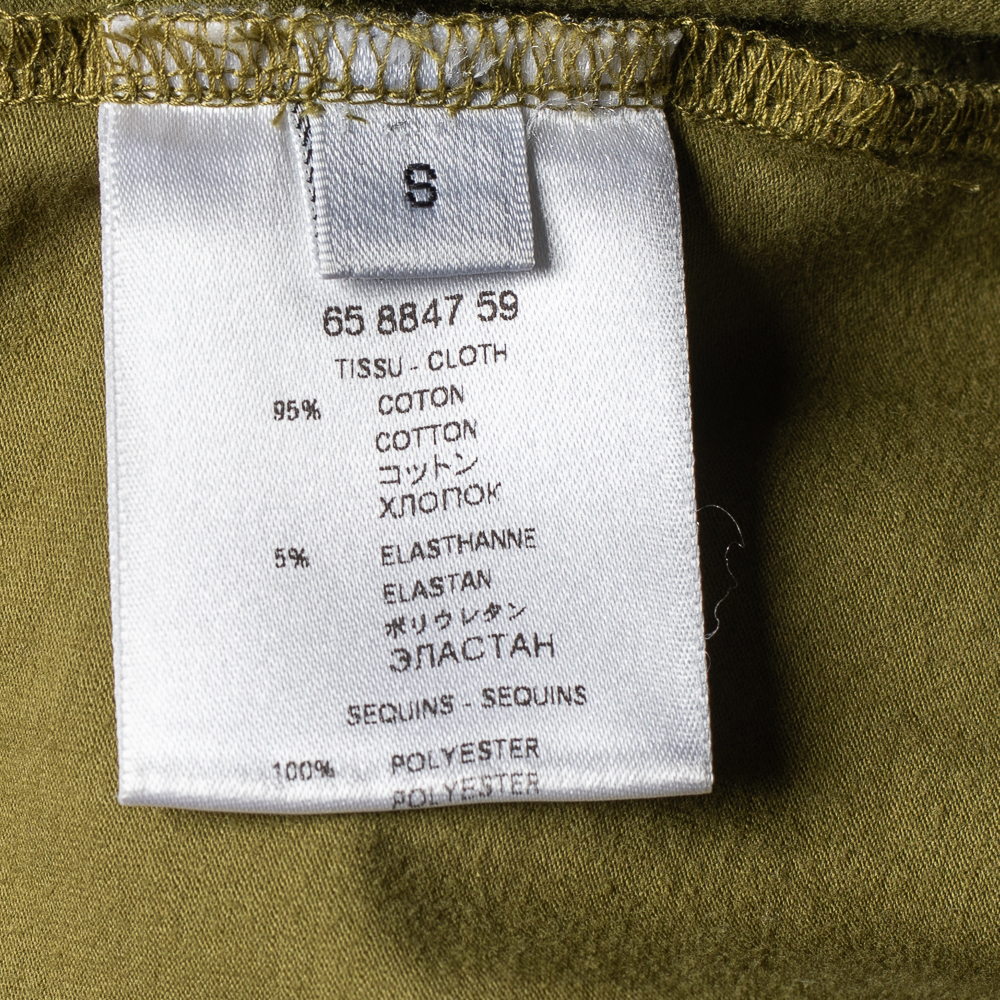 S
65 8847 59
TISSU - CLOTH
95% COTON
COTTON
コットン
ХЛОПОК
5% ELASTHANNE
ELASTAN
ポリウレタン
ЭЛАСТАН
SEQUINS - SEQUINS
100% POLYESTER
POLYESTER